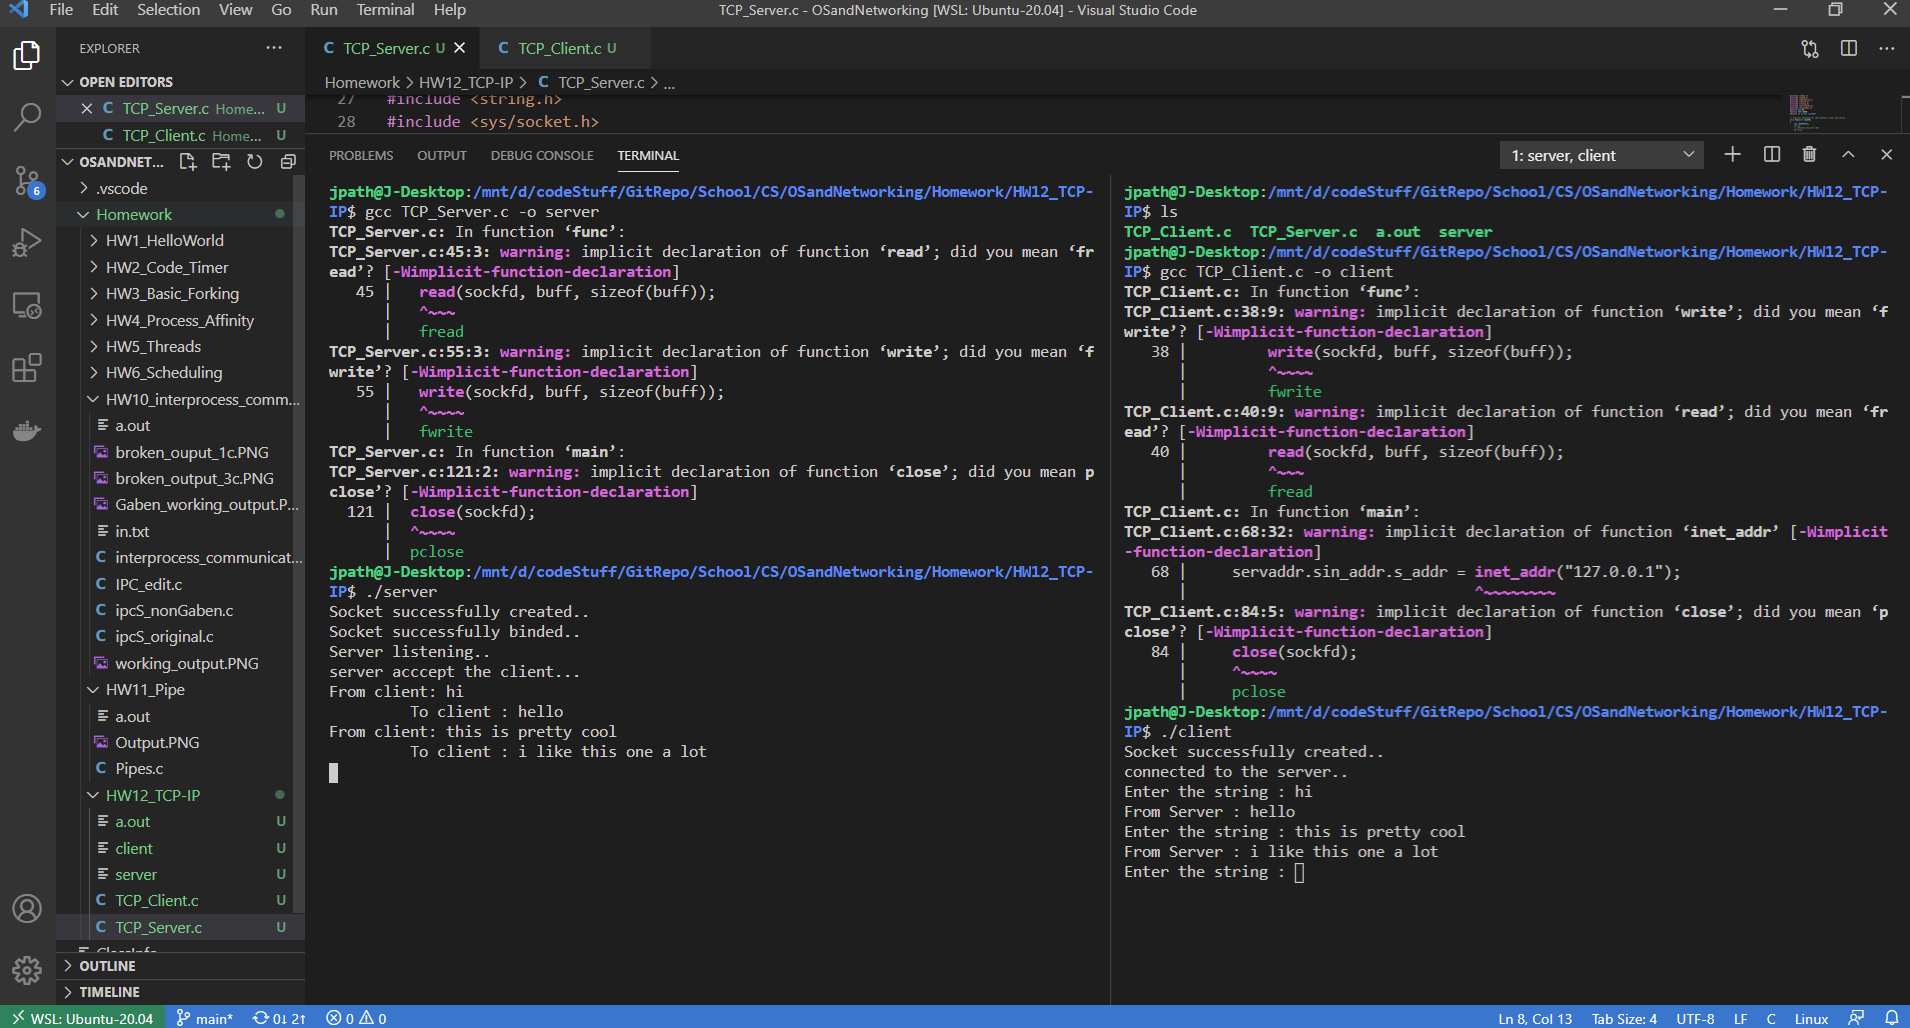 File Edit Selection View Go Run Terminal Help
TCP_Server.c - OSandNetworking [WSL: Ubuntu-20.04] - Visual Studio Code
EXPLORER
OPEN EDITORS
TCP_Server.c Home... U
TCP_Client.c Home... U
OSANDNET...
.vscode
Homework
HW1_HelloWorld
HW2_Code_Timer
HW3_Basic_Forking
HW4_Process_Affinity
HW5_Threads
HW6_Scheduling
HW10_interprocess_comm...
a.out
broken_ouput_1c.PNG
broken_output_3c.PNG
Gaben_working_output.P...
in.txt
interprocess_communicat...
IPC_edit.c
ipcS_nonGaben.c
ipcS_original.c
working_output.PNG
HW11_Pipe
a.out
Output.PNG
Pipes.c
HW12_TCP-IP
a.out U
client U
server U
TCP_Client.c U
TCP_Server.c U
OUTLINE
TIMELINE
6
TCP_Server.c U
TCP_Client.c U
Homework > HW12_TCP-IP > C TCP_Server.c > ...
27 #include <string.h>
28 #include <sys/socket.h>
PROBLEMS OUTPUT DEBUG CONSOLE TERMINAL
1: server, client
jpath@J-Desktop:/mnt/d/codeStuff/GitRepo/School/CS/OSandNetworking/Homework/HW12_TCP-
IP$ gcc TCP_Server.c -o server
TCP_Server.c: In function ‘func’:
TCP_Server.c:45:3: warning: implicit declaration of function ‘read’; did you mean ‘fr
ead’? [-Wimplicit-function-declaration]
45 | read(sockfd, buff, sizeof(buff));
| ^~~~
| fread
TCP_Server.c:55:3: warning: implicit declaration of function ‘write’; did you mean ‘f
write’? [-Wimplicit-function-declaration]
55 | write(sockfd, buff, sizeof(buff));
| ^~~~~
| fwrite
TCP_Server.c: In function ‘main’:
TCP_Server.c:121:2: warning: implicit declaration of function ‘close’; did you mean p
close’? [-Wimplicit-function-declaration]
121 | close(sockfd);
| ^~~~~
| pclose
jpath@J-Desktop:/mnt/d/codeStuff/GitRepo/School/CS/OSandNetworking/Homework/HW12_TCP-
IP$ ./server
Socket successfully created..
Socket successfully binded..
Server listening..
server acccept the client...
From client: hi
To client : hello
From client: this is pretty cool
To client : i like this one a lot
jpath@J-Desktop:/mnt/d/codeStuff/GitRepo/School/CS/OSandNetworking/Homework/HW12_TCP-
IP$ ls
TCP_Client.c TCP_Server.c a.out server
jpath@J-Desktop:/mnt/d/codeStuff/GitRepo/School/CS/OSandNetworking/Homework/HW12_TCP-
IP$ gcc TCP_Client.c -o client
TCP_Client.c: In function ‘func’:
TCP_Client.c:38:9: warning: implicit declaration of function ‘write’; did you mean ‘f
write’? [-Wimplicit-function-declaration]
38 | write(sockfd, buff, sizeof(buff));
| ^~~~~
| fwrite
TCP_Client.c:40:9: warning: implicit declaration of function ‘read’; did you mean ‘fr
ead’? [-Wimplicit-function-declaration]
40 | read(sockfd, buff, sizeof(buff));
| ^~~~
| fread
TCP_Client.c: In function ‘main’:
TCP_Client.c:68:32: warning: implicit declaration of function ‘inet_addr’ [-Wimplicit
-function-declaration]
68 | servaddr.sin_addr.s_addr = inet_addr("127.0.0.1");
| ^~~~~~~~~
TCP_Client.c:84:5: warning: implicit declaration of function ‘close’; did you mean ‘p
close’? [-Wimplicit-function-declaration]
84 | close(sockfd);
| ^~~~~
| pclose
jpath@J-Desktop:/mnt/d/codeStuff/GitRepo/School/CS/OSandNetworking/Homework/HW12_TCP-
IP$ ./client
Socket successfully created..
connected to the server..
Enter the string : hi
From Server : hello
Enter the string : this is pretty cool
From Server : i like this one a lot
Enter the string :
WSL: Ubuntu-20.04 main* 0↓ 2↑ 0 0
Ln 8, Col 13 Tab Size: 4 UTF-8 LF C Linux